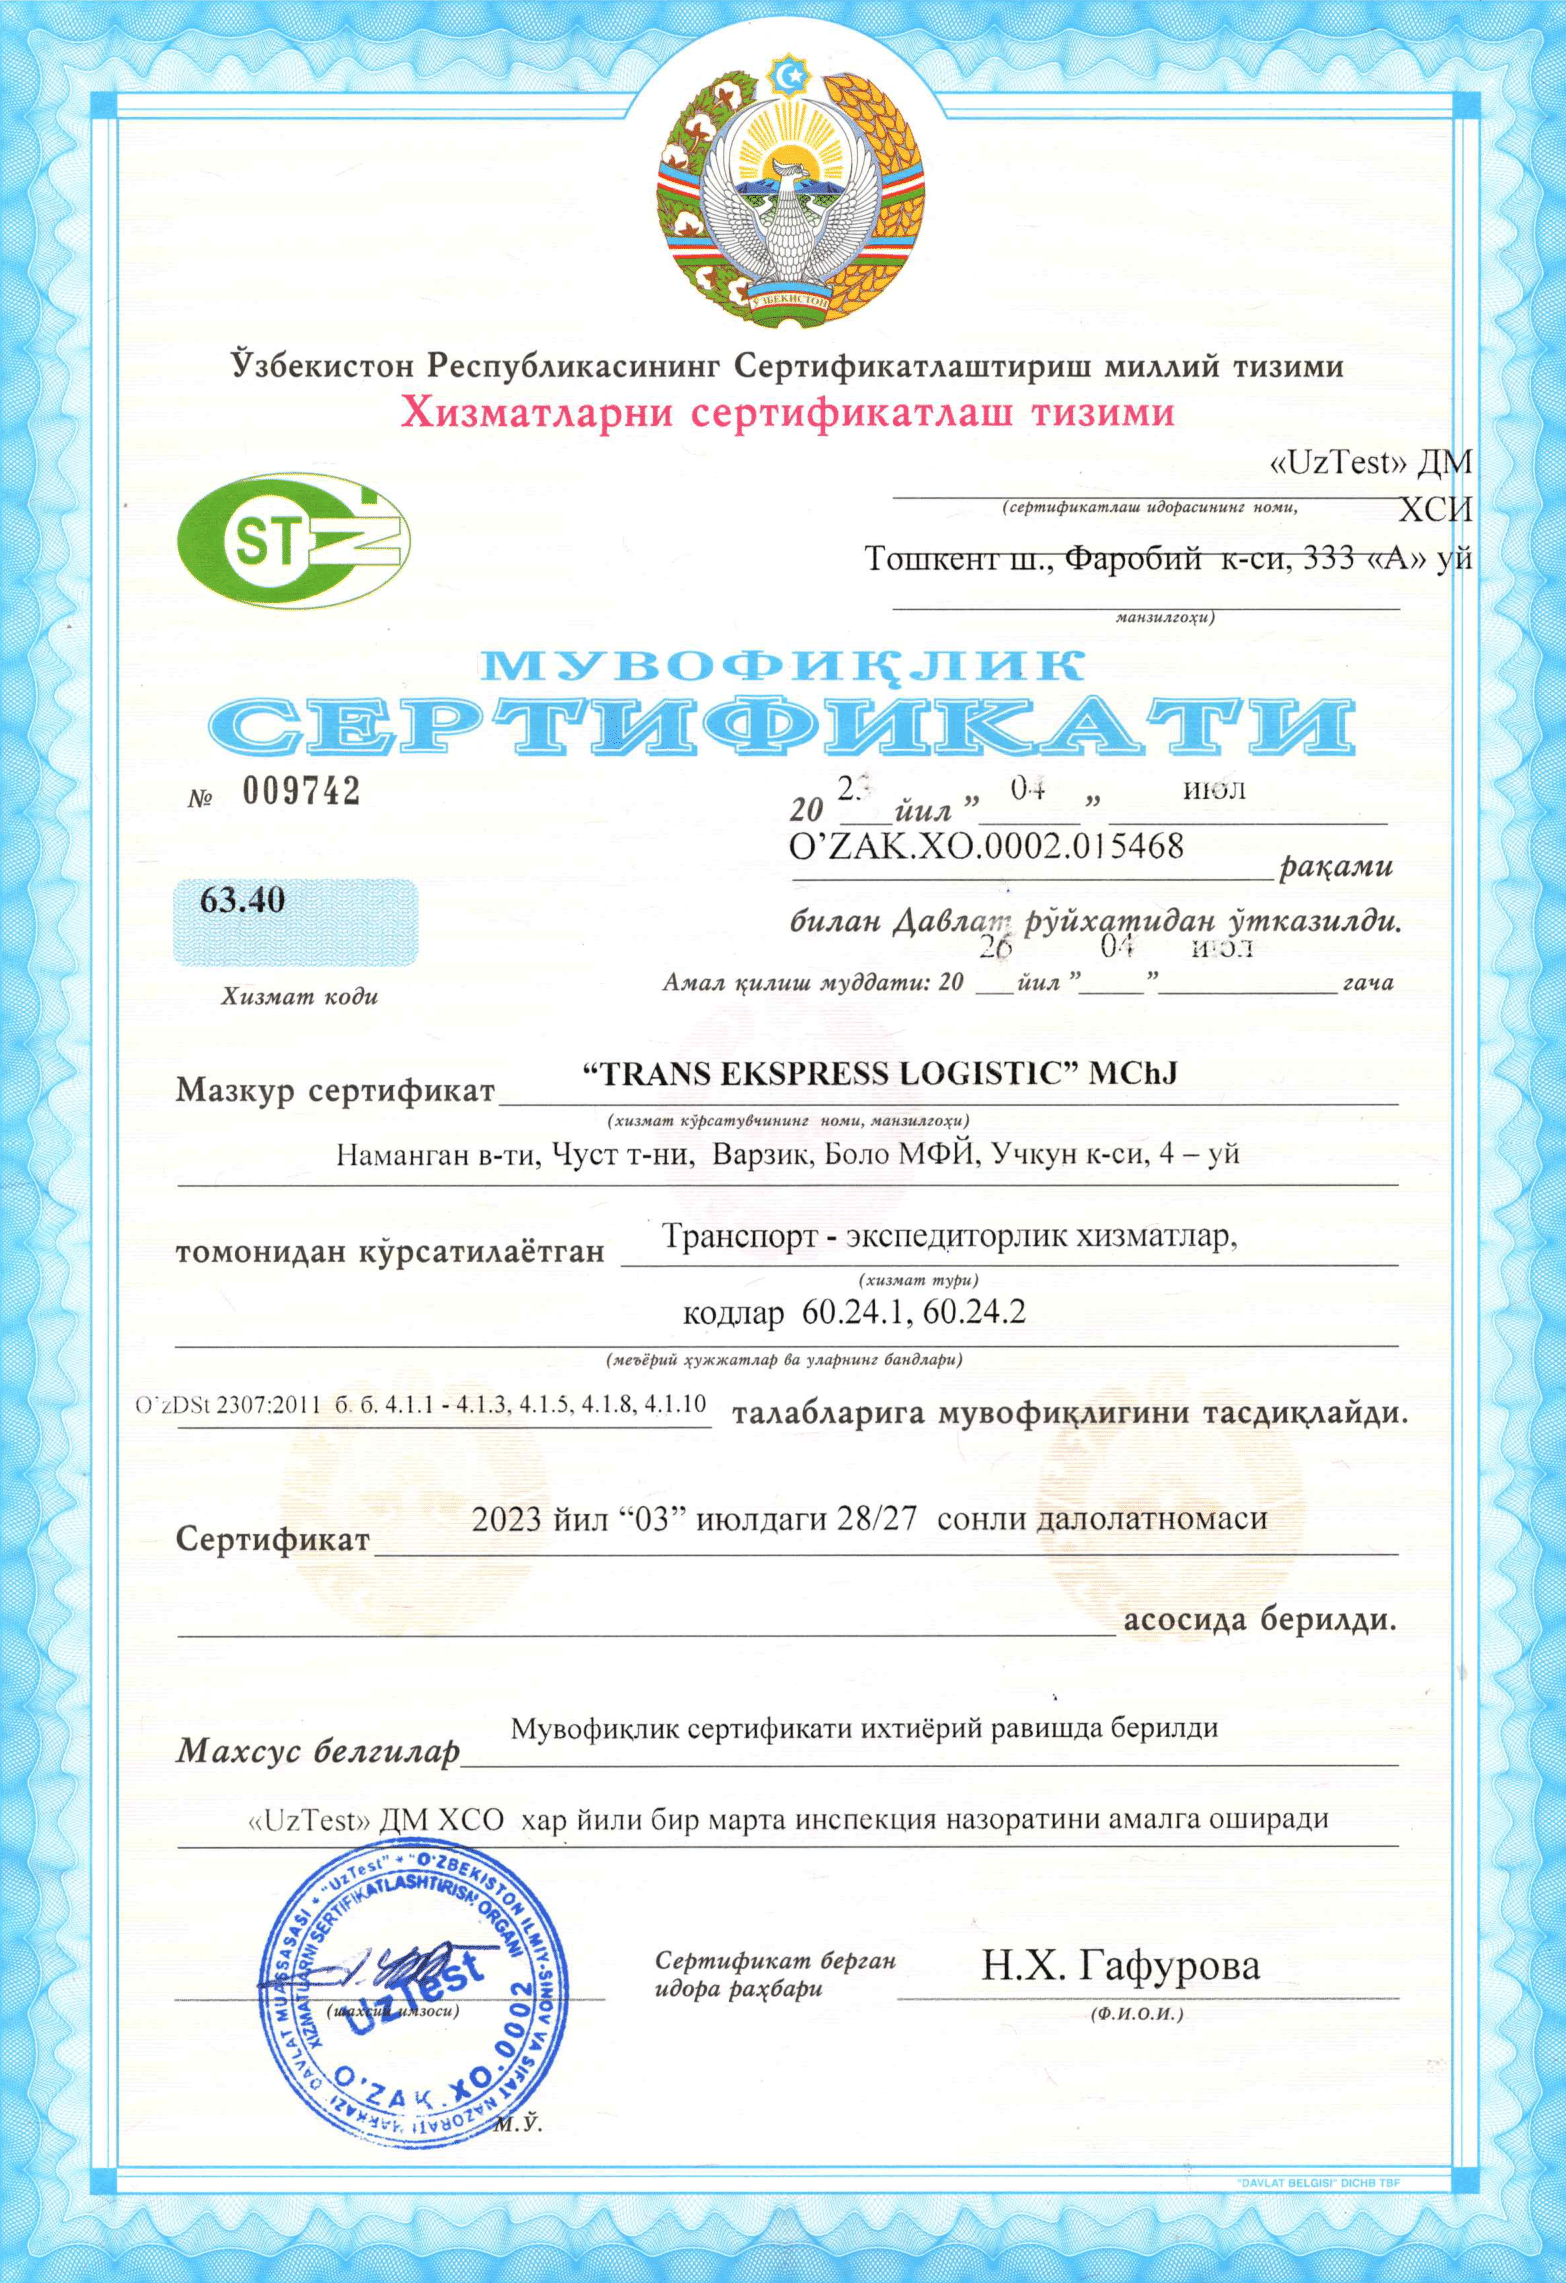 ЎЗБЕКИСТОН
Ўзбекистон Республикасининг Сертификатлаштириш миллий тизими
Хизматларни сертификатлаш тизими
«UzTest» ДМ
(сертификатлаш идорасининг номи,
ХСИ
ST
Тошкент ш., Фаробий к-си, 333 «А» уй
манзилгоҳи)
МУВОФИҚЛИК
СЕРТИФИКАТИ
№ 009742
2023 йил ” 04 ” июл
O’ZAK.XO.0002.015468 рақами
63.40
билан Давлат рўйхатидан ўтказилди.
Хизмат коди
Амал қилиш муддати: 2026 йил ” 04 ” июл гача
Мазкур сертификат “TRANS EKSPRESS LOGISTIC” MChJ
(хизмат кўрсатувчининг номи, манзилгоҳи)
Наманган в-ти, Чуст т-ни, Варзик, Боло МФЙ, Учкун к-си, 4 – уй
томонидан кўрсатилаётган Транспорт - экспедиторлик хизматлар,
(хизмат тури)
кодлар 60.24.1, 60.24.2
(меъёрий ҳужжатлар ва уларнинг бандлари)
O’zDSt 2307:2011 б. б. 4.1.1 - 4.1.3, 4.1.5, 4.1.8, 4.1.10 талабларига мувофиқлигини тасдиқлайди.
Сертификат 2023 йил “03” июлдаги 28/27 сонли далолатномаси
асосида берилди.
Махсус белгилар Мувофиқлик сертификати ихтиёрий равишда берилди
«UzTest» ДМ ХСО хар йили бир марта инспекция назоратини амалга оширади
"UzTest" * "O'ZBEKISTON ILMIY-SINOV VA SIFAT NAZORATI MARKAZI" DAVLAT MUASSASASI *
XIZMATLARNI SERTIFIKATLASHTIRISH ORGANI
UzTest
O'ZAK.XO.0002
(шахсий имзоси)
Сертификат берган
идора раҳбари
Н.Х. Гафурова
(Ф.И.О.И.)
М.Ў.
"DAVLAT BELGISI" DICHB TBF